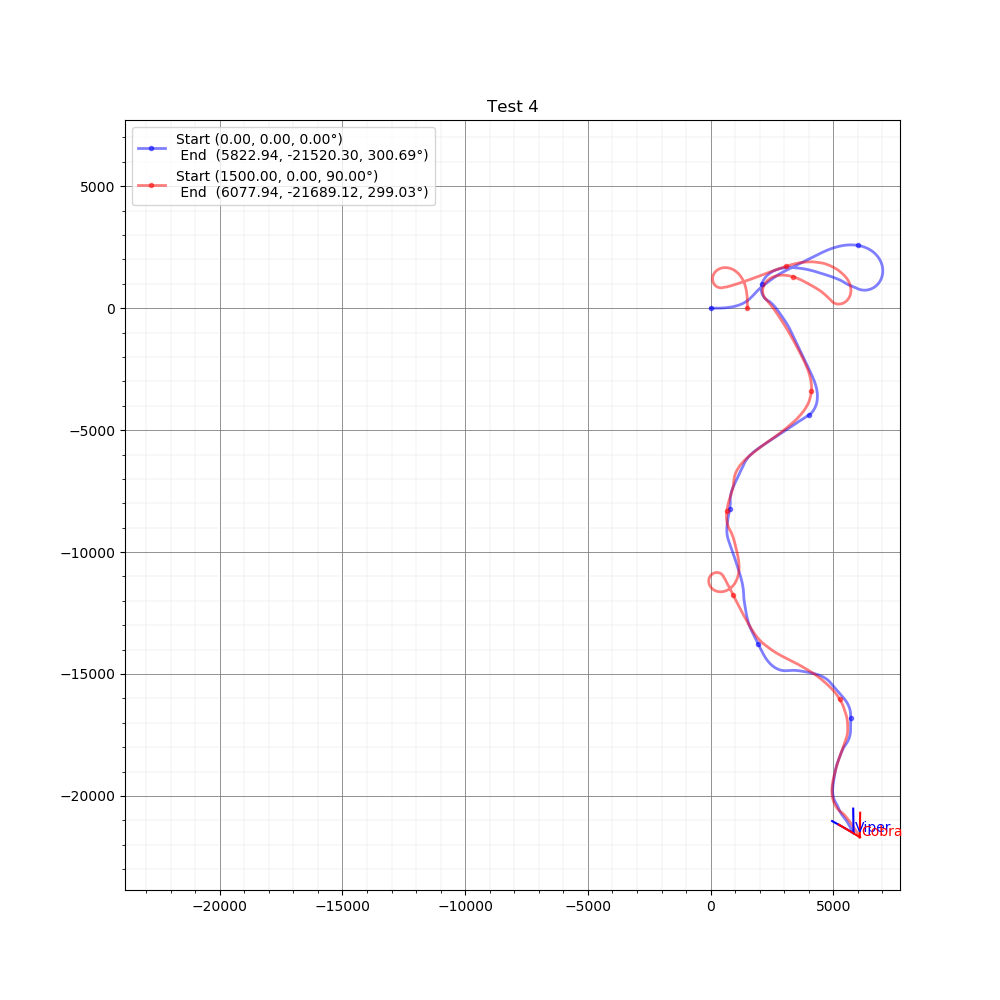 Test 4
Start (0.00, 0.00, 0.00°)
End (5822.94, -21520.30, 300.69°)
Start (1500.00, 0.00, 90.00°)
End (6077.94, -21689.12, 299.03°)
5000
0
−5000
−10000
−15000
−20000
Viper
Cobra
−20000 −15000 −10000 −5000 0 5000